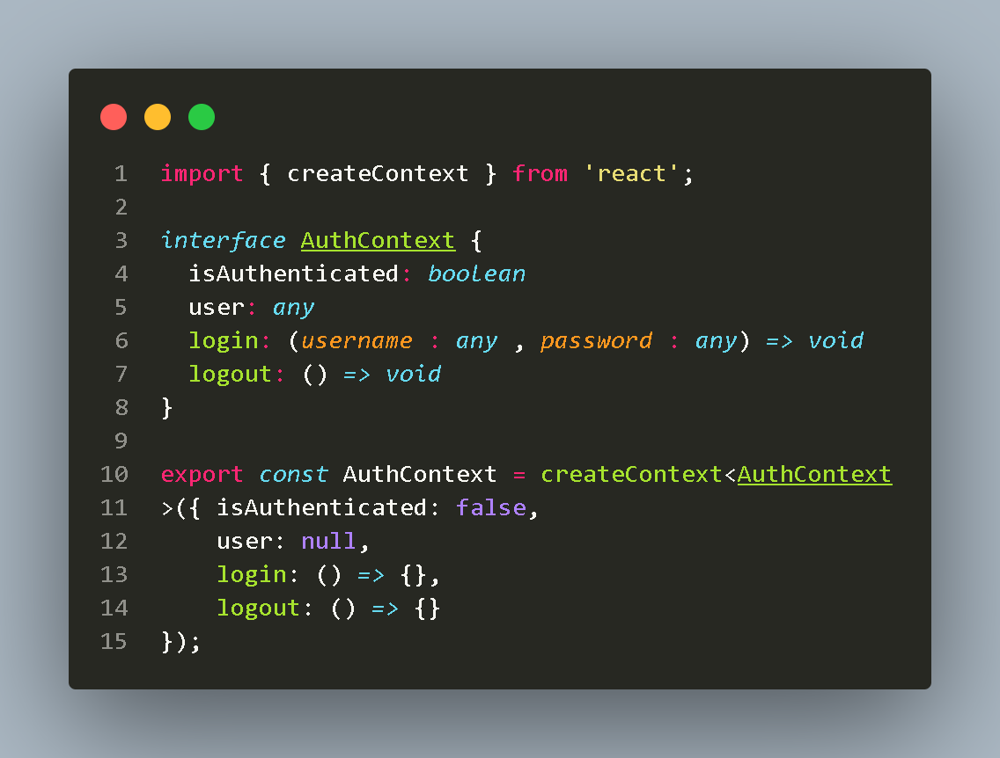 1 import { createContext } from 'react';
2
3 interface AuthContext {
4   isAuthenticated: boolean
5   user: any
6   login: (username : any , password : any) => void
7   logout: () => void
8 }
9
10 export const AuthContext = createContext<AuthContext
11 >({ isAuthenticated: false,
12     user: null,
13     login: () => {},
14     logout: () => {}
15 });